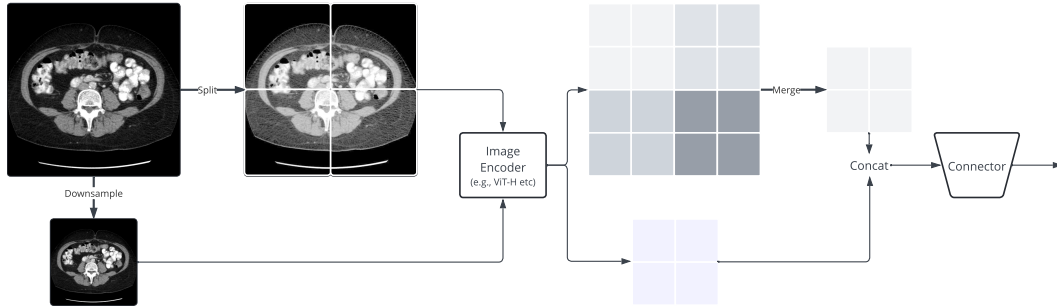 Split
Merge
Image
Encoder
(e.g., ViT-H etc)
Concat
Connector
Downsample